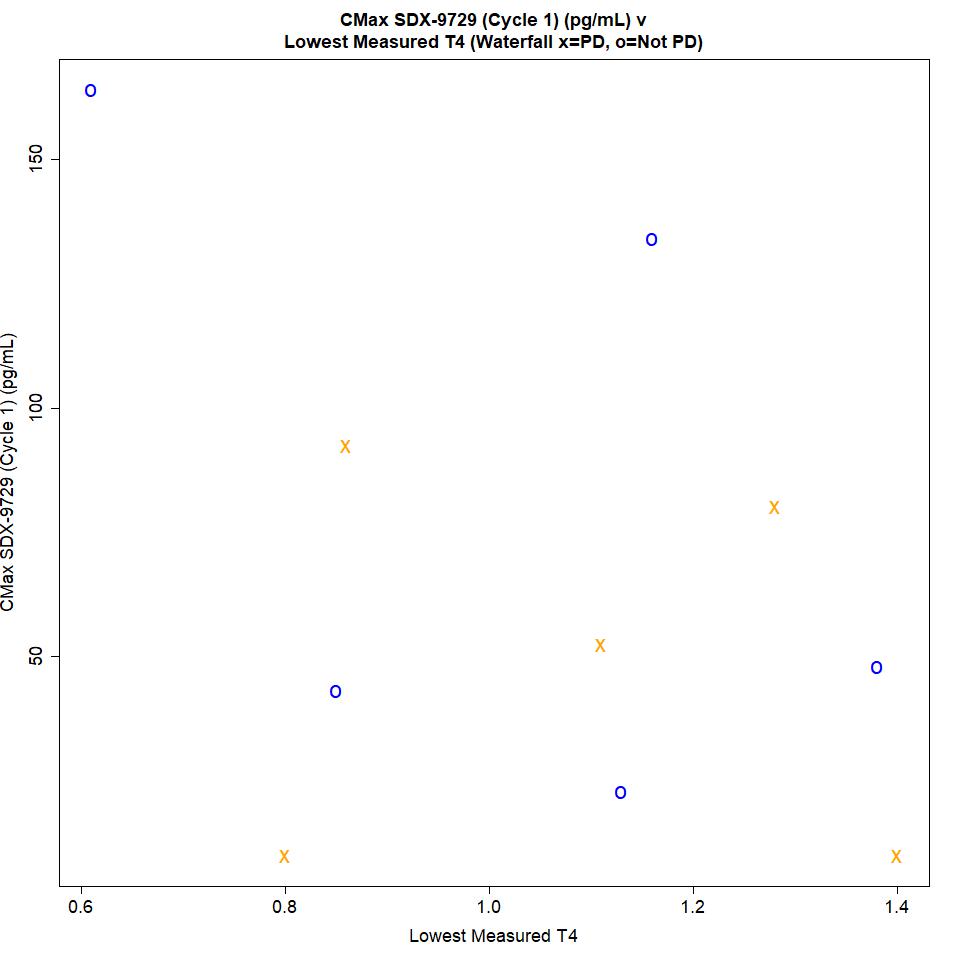 CMax SDX-9729 (Cycle 1) (pg/mL) v
Lowest Measured T4 (Waterfall x=PD, o=Not PD)
CMax SDX-9729 (Cycle 1) (pg/mL)
150
100
50
o
o
x
x
x
o
o
o
x
x
0.6
0.8
1.0
1.2
1.4
Lowest Measured T4